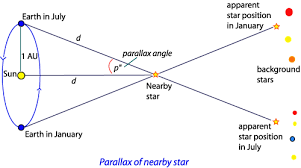 Earth in July
apparent
star position
in January
d
parallax angle
1 AU
p"
Sun
background
stars
d
Nearby
star
Earth in January
apparent
star position
in July
Parallax of nearby star